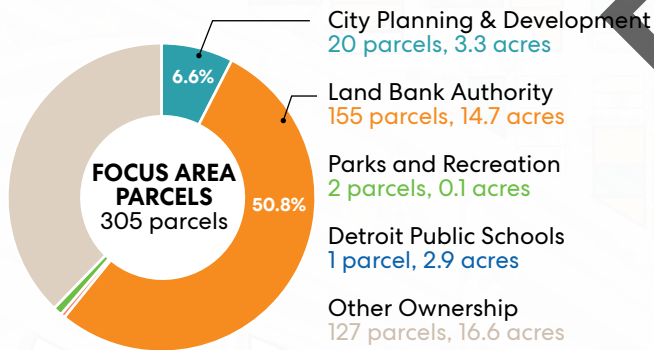 City Planning & Development
20 parcels, 3.3 acres
6.6%
Land Bank Authority
155 parcels, 14.7 acres
50.8%
FOCUS AREA
PARCELS
305 parcels
Parks and Recreation
2 parcels, 0.1 acres
Detroit Public Schools
1 parcel, 2.9 acres
Other Ownership
127 parcels, 16.6 acres